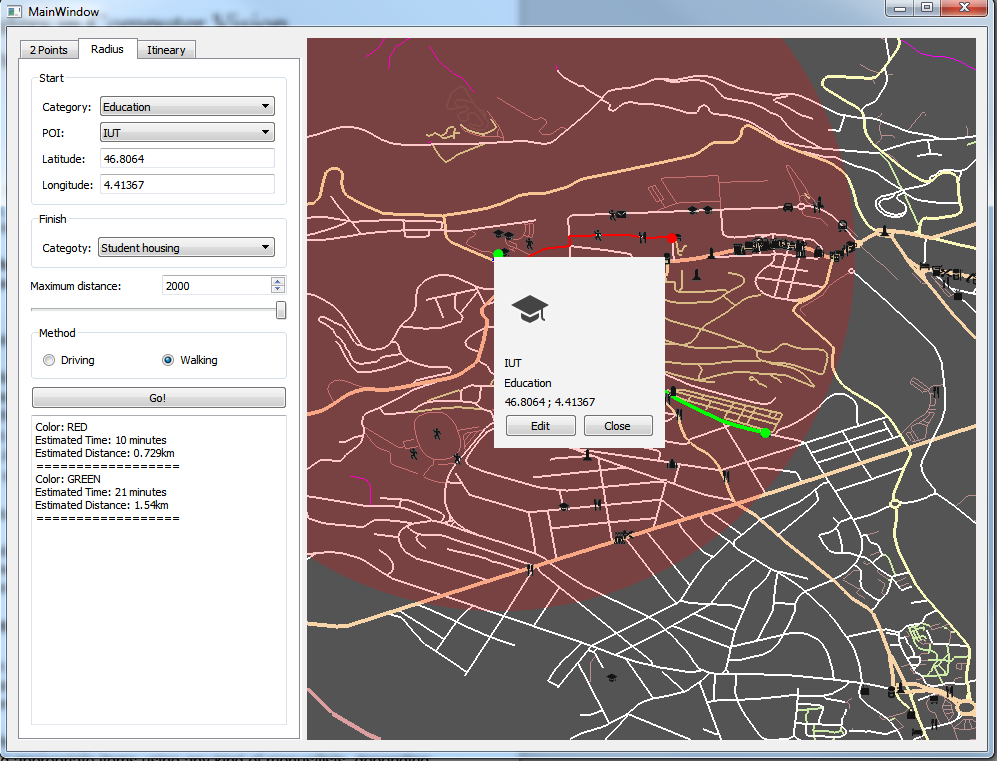 MainWindow
2 Points Radius Itineary
Start
Category: Education
POI: IUT
Latitude: 46.8064
Longitude: 4.41367
Finish
Categoty: Student housing
Maximum distance: 2000
Method
Driving Walking
Go!
Color: RED
Estimated Time: 10 minutes
Estimated Distance: 0.729km
==================
Color: GREEN
Estimated Time: 21 minutes
Estimated Distance: 1.54km
==================
IUT
Education
46.8064 ; 4.41367
Edit Close